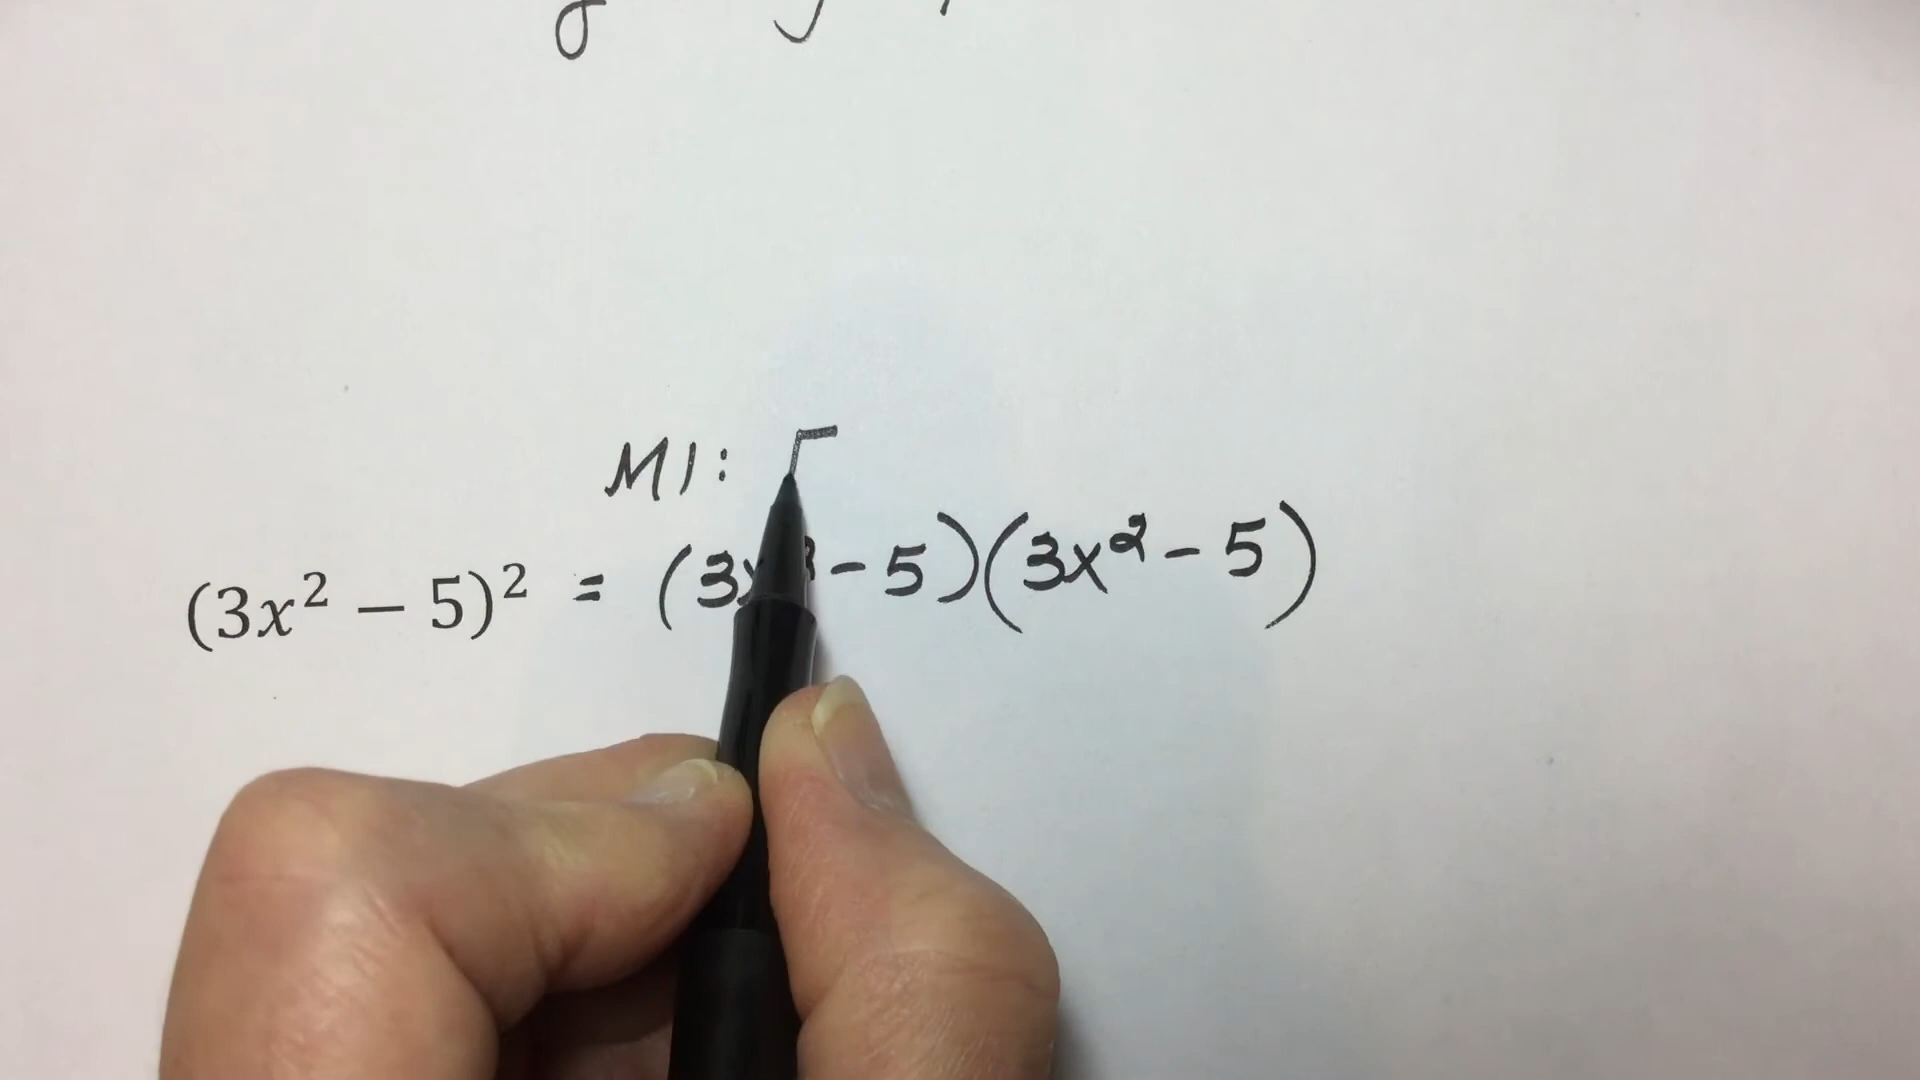 M1:
(3x² − 5)² = (3x² − 5)(3x² − 5)